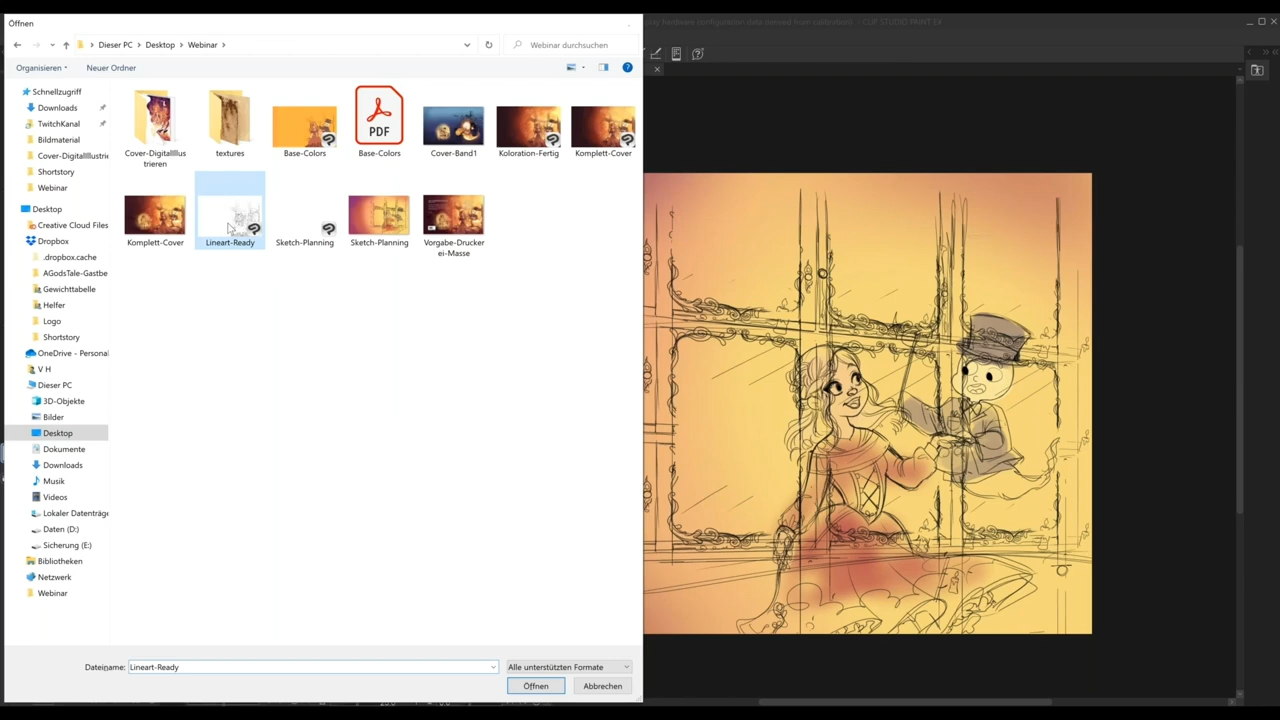 Öffnen
CLIP STUDIO PAINT EX
Dieser PC
Desktop
Webinar
Webinar durchsuchen
Organisieren
Neuer Ordner
Schnellzugriff
Downloads
TwitchKanal
Bildmaterial
Cover-DigitalIllustrie
Shortstory
Webinar
Desktop
Creative Cloud Files
Dropbox
.dropbox.cache
AGodsTale-Gastbe
Gewichttabelle
Helfer
Logo
Shortstory
OneDrive - Persona
V H
Dieser PC
3D-Objekte
Bilder
Desktop
Dokumente
Downloads
Musik
Videos
Lokaler Datenträge
Daten (D:)
Sicherung (E:)
Bibliotheken
Netzwerk
Webinar
PDF
Cover-DigitalIllus
trieren
textures
Base-Colors
Base-Colors
Cover-Band1
Koloration-Fertig
Komplett-Cover
Komplett-Cover
Lineart-Ready
Sketch-Planning
Sketch-Planning
Vorgabe-Drucker
ei-Masse
Dateiname:
Lineart-Ready
Alle unterstützten Formate
Öffnen
Abbrechen